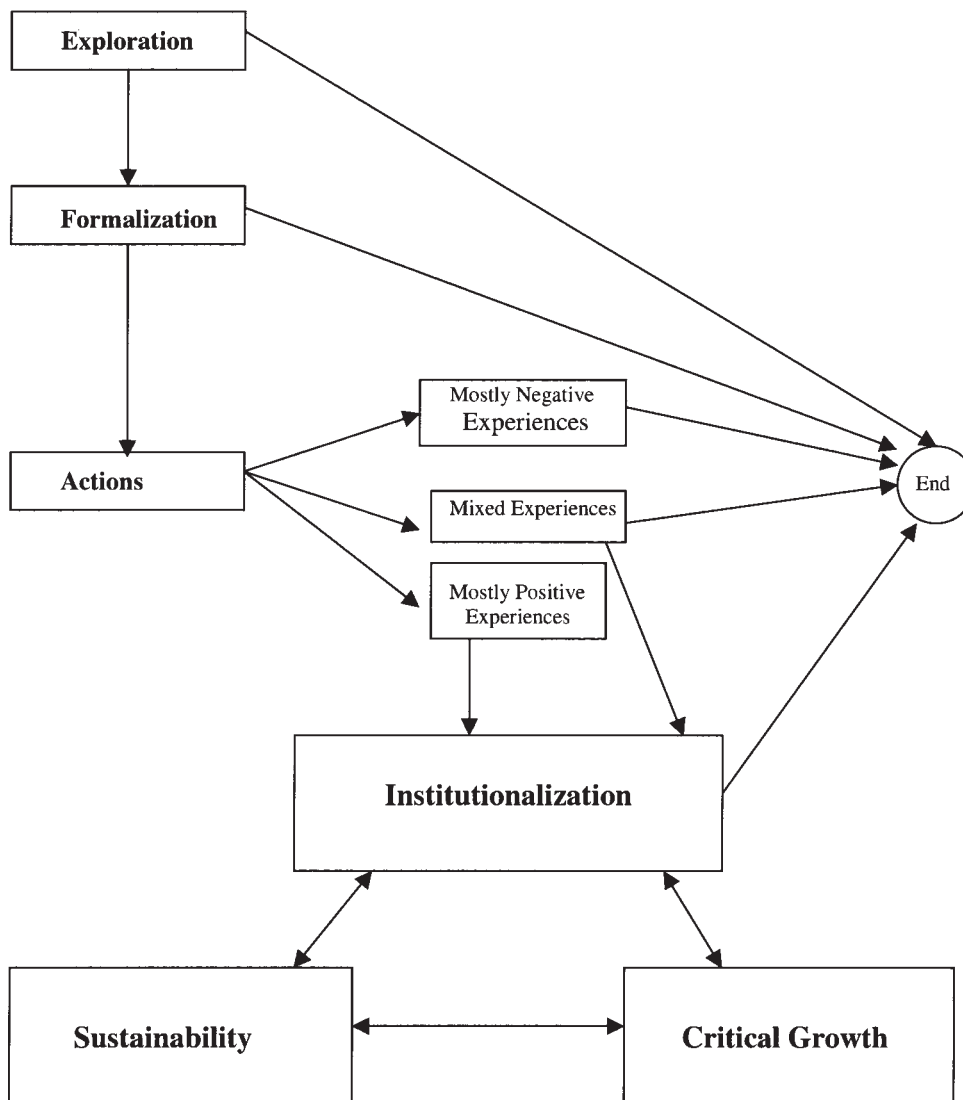 Exploration
Formalization
Mostly Negative
Experiences
Actions
End
Mixed Experiences
Mostly Positive
Experiences
Institutionalization
Sustainability
Critical Growth